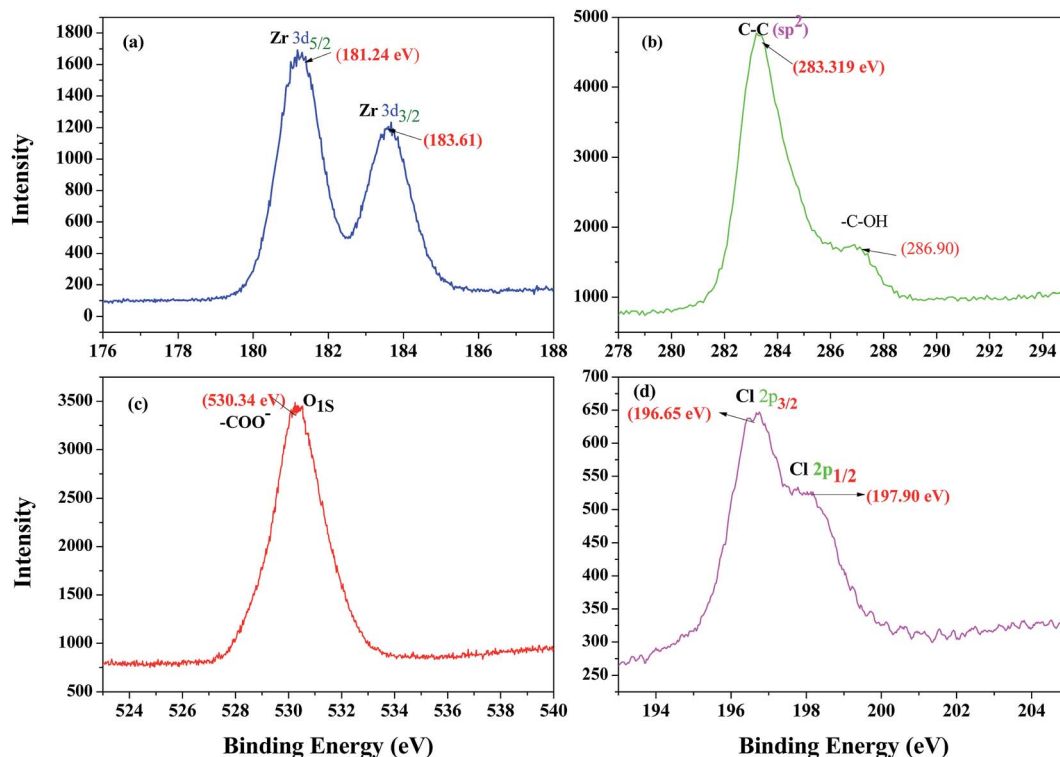 (a)
Zr 3d5/2
(181.24 eV)
Zr 3d3/2
(183.61)
Intensity
1800
1600
1400
1200
1000
800
600
400
200
0
176 178 180 182 184 186 188
(b)
C-C (sp2)
(283.319 eV)
-C-OH
(286.90)
5000
4000
3000
2000
1000
278 280 282 284 286 288 290 292 294
(c)
(530.34 eV)
O1S
-COO-
Intensity
3500
3000
2500
2000
1500
1000
500
524 526 528 530 532 534 536 538 540
Binding Energy (eV)
(d)
Cl 2p3/2
(196.65 eV)
Cl 2p1/2
(197.90 eV)
700
650
600
550
500
450
400
350
300
250
194 196 198 200 202 204
Binding Energy (eV)